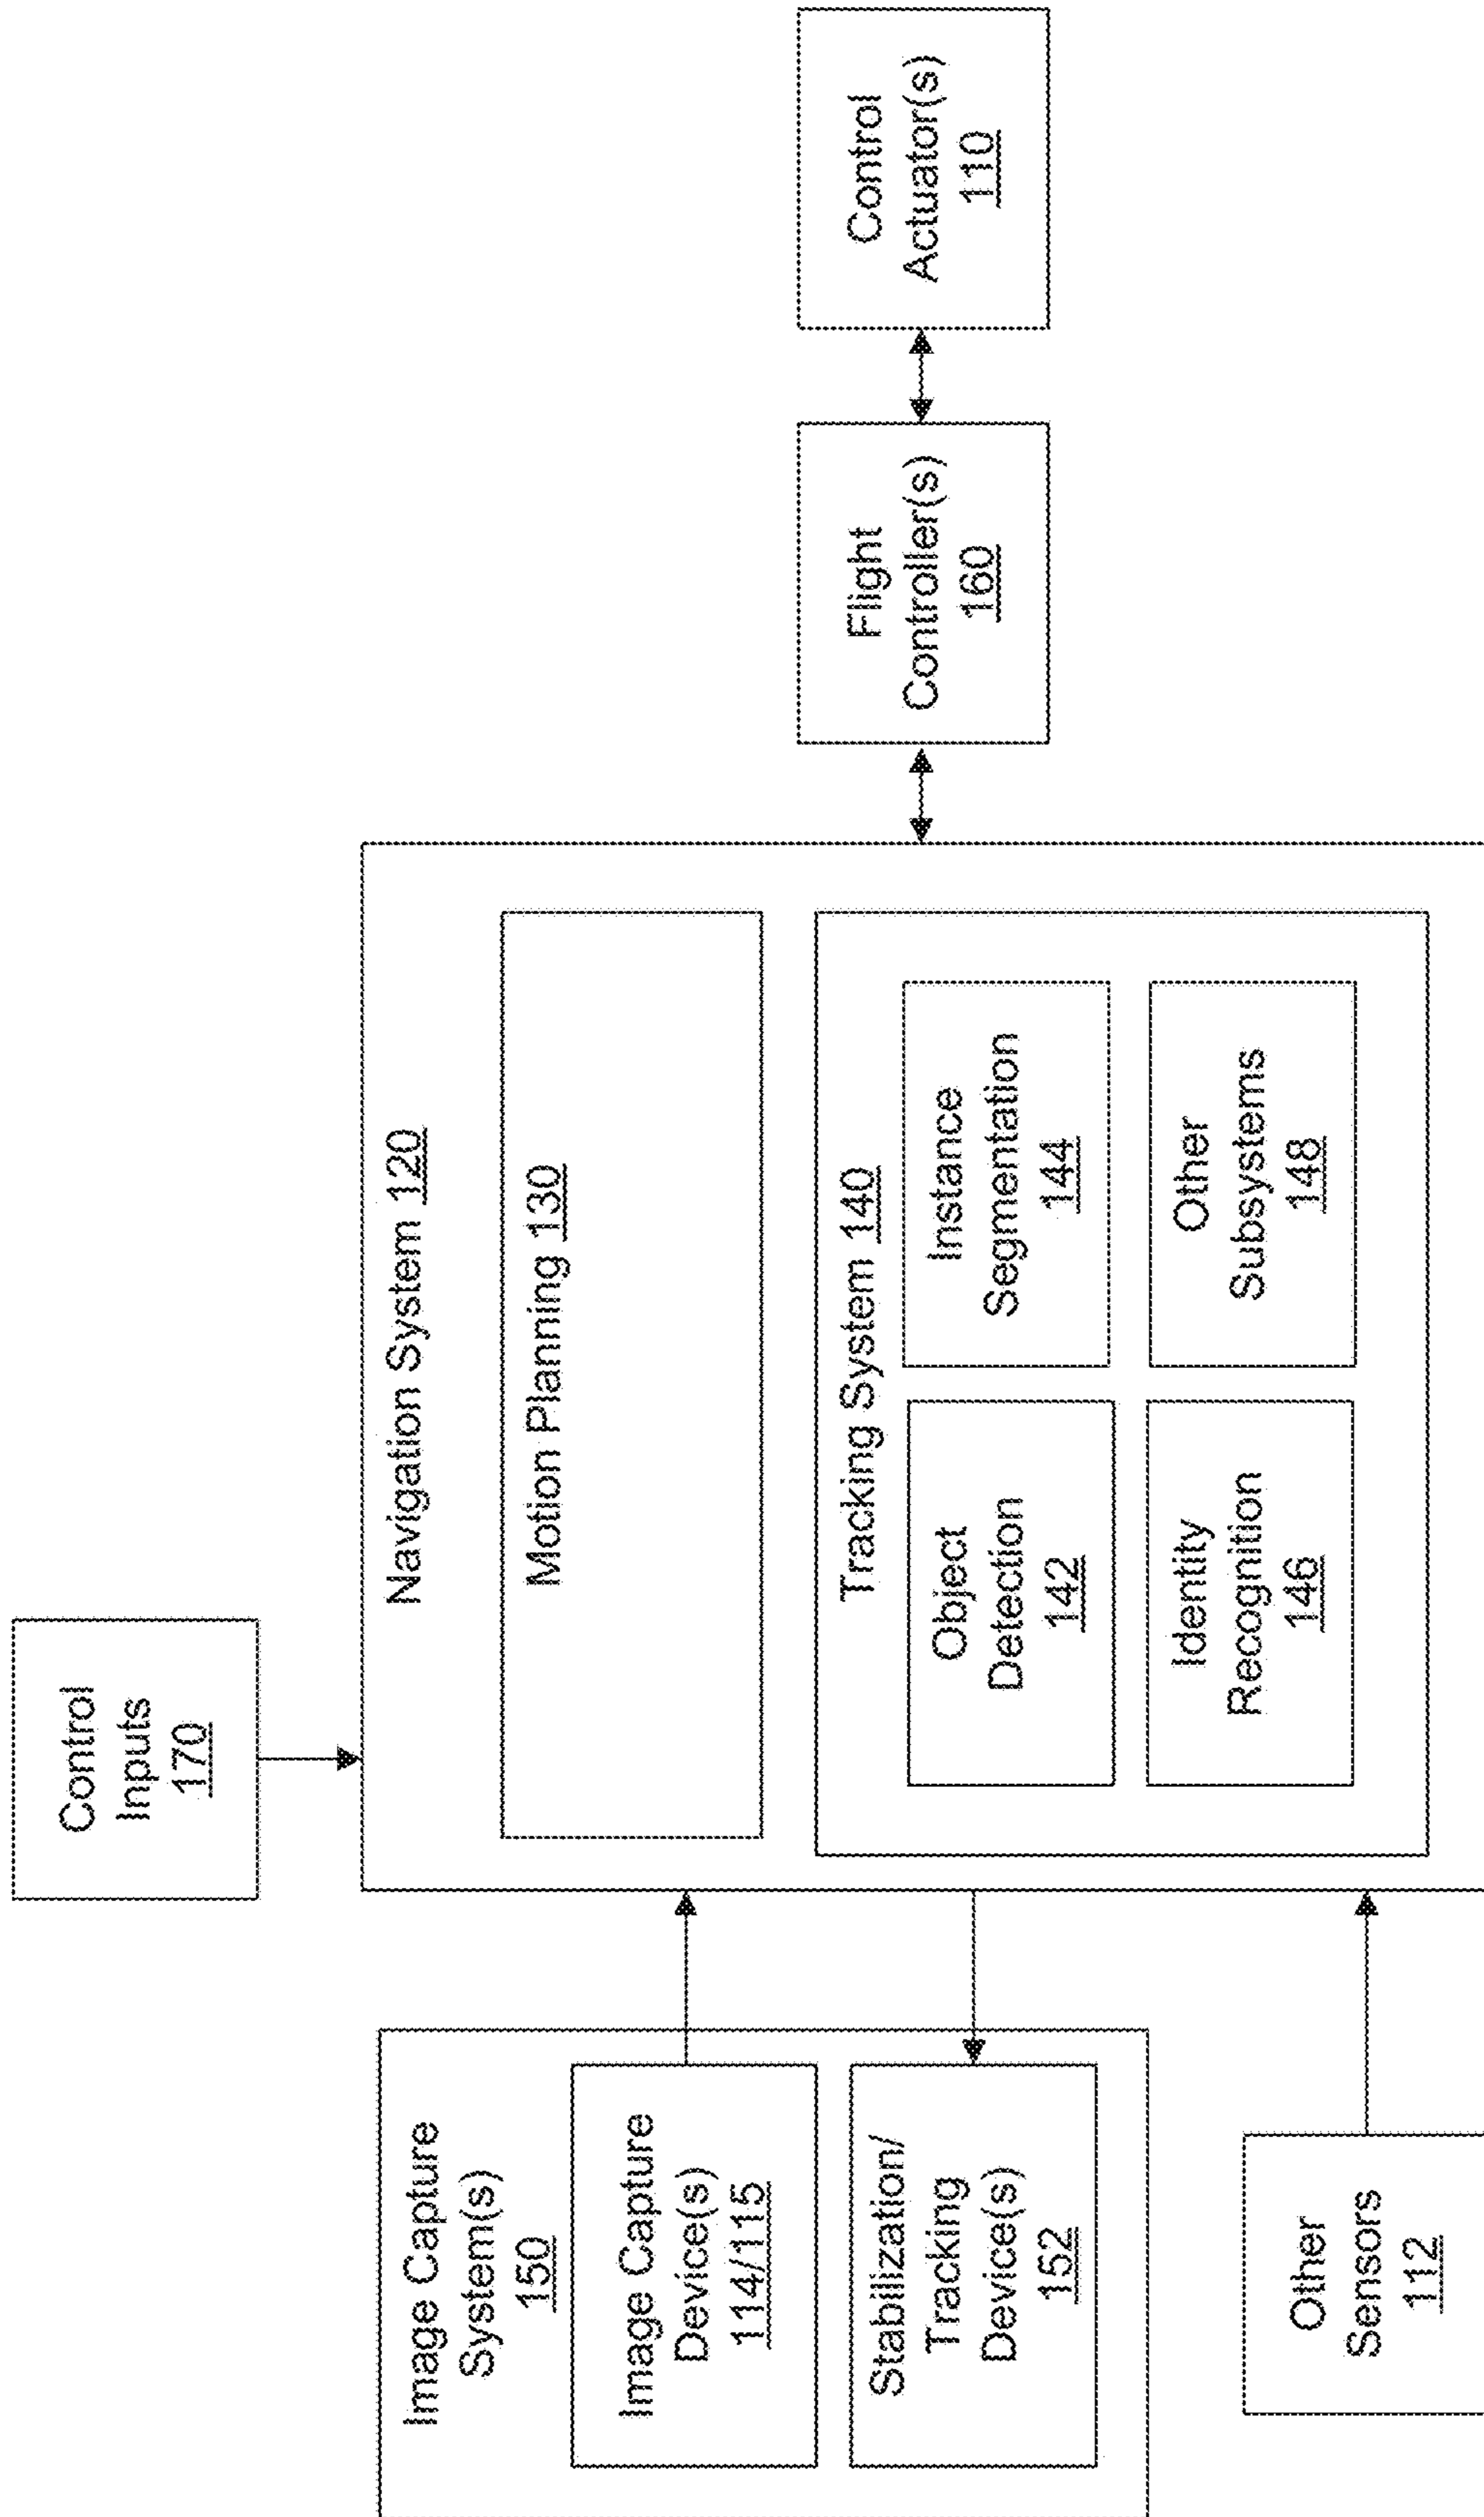 Control
Inputs
170
Image Capture
System(s)
150
Image Capture
Device(s)
114/115
Stabilization/
Tracking
Device(s)
152
Other
Sensors
112
Navigation System 120
Motion Planning 130
Tracking System 140
Object
Detection
142
Instance
Segmentation
144
Identity
Recognition
146
Other
Subsystems
148
Flight
Controller(s)
160
Control
Actuator(s)
110